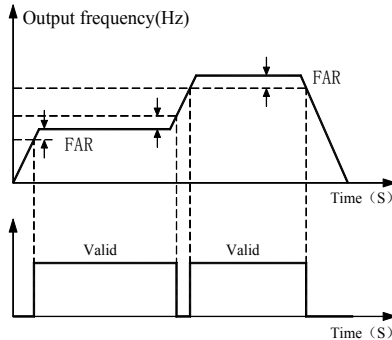 Output frequency(Hz)
FAR
FAR
Time（S）
Valid
Valid
Time（S）